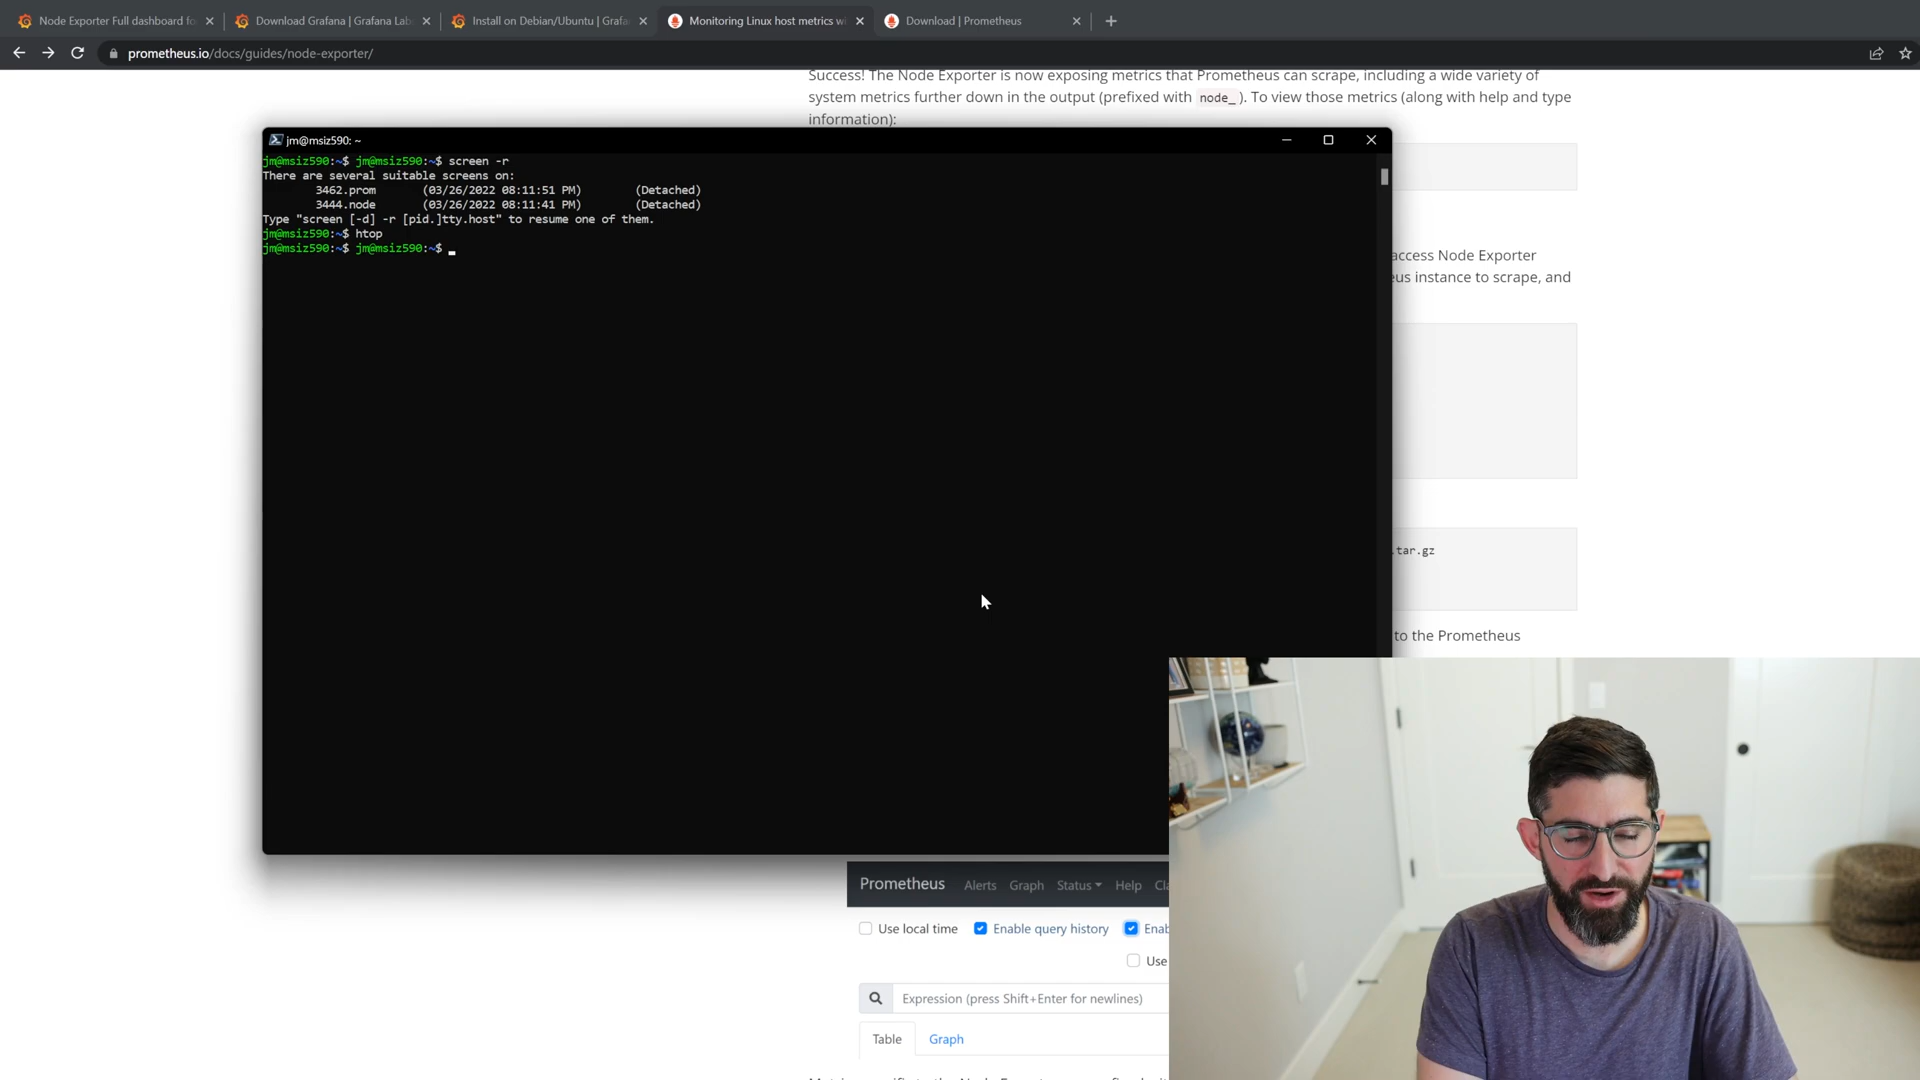 Node Exporter Full dashboard fo
Download Grafana | Grafana Lab
Install on Debian/Ubuntu | Grafa
Monitoring Linux host metrics wi
Download | Prometheus
prometheus.io/docs/guides/node-exporter/
Success! The Node Exporter is now exposing metrics that Prometheus can scrape, including a wide variety of
system metrics further down in the output (prefixed with node_ ). To view those metrics (along with help and type
information):
jm@msiz590: ~
jm@msiz590:~$ jm@msiz590:~$ screen -r
There are several suitable screens on:
3462.prom (03/26/2022 08:11:51 PM) (Detached)
3444.node (03/26/2022 08:11:41 PM) (Detached)
Type "screen [-d] -r [pid.]tty.host" to resume one of them.
jm@msiz590:~$ htop
jm@msiz590:~$ jm@msiz590:~$
access Node Exporter
eus instance to scrape, and
.tar.gz
to the Prometheus
Prometheus Alerts Graph Status Help Cla
Use local time Enable query history Enab
Use
Expression (press Shift+Enter for newlines)
Table Graph